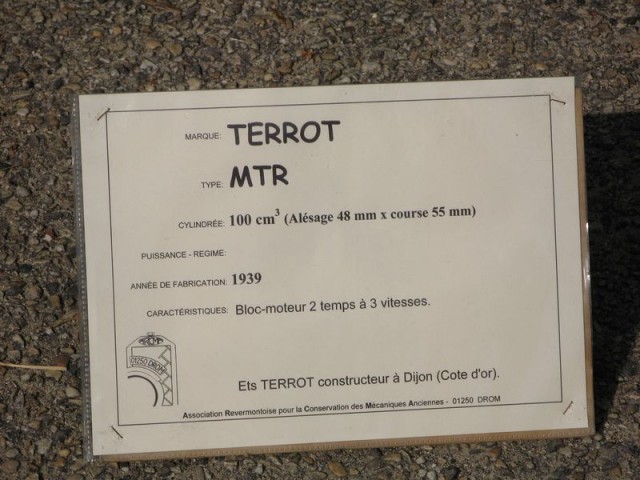 MARQUE: TERROT
TYPE: MTR
CYLINDRÉE: 100 cm³ (Alésage 48 mm x course 55 mm)
PUISSANCE - REGIME:
ANNÉE DE FABRICATION: 1939
CARACTÉRISTIQUES: Bloc-moteur 2 temps à 3 vitesses.
01250 DROM
Ets TERROT constructeur à Dijon (Cote d'or).
Association Revermontoise pour la Conservation des Mécaniques Anciennes - 01250 DROM